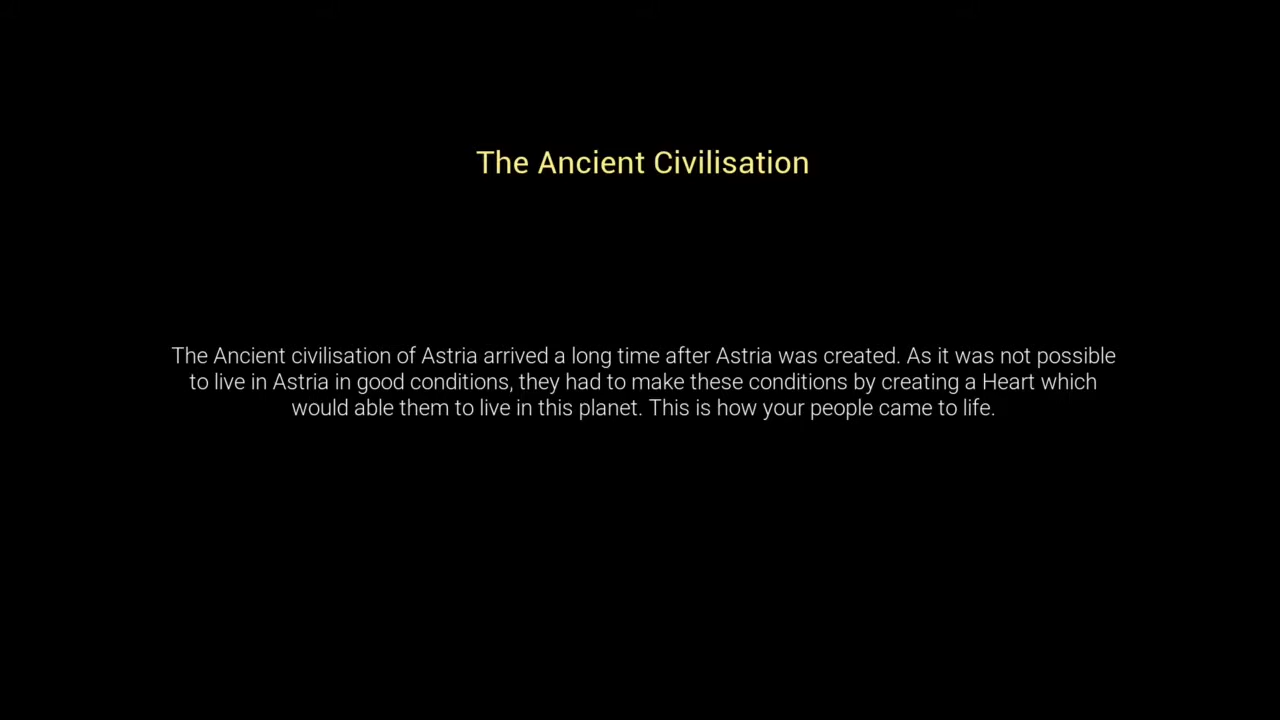 The Ancient Civilisation
The Ancient civilisation of Astria arrived a long time after Astria was created. As it was not possible
to live in Astria in good conditions, they had to make these conditions by creating a Heart which
would able them to live in this planet. This is how your people came to life.